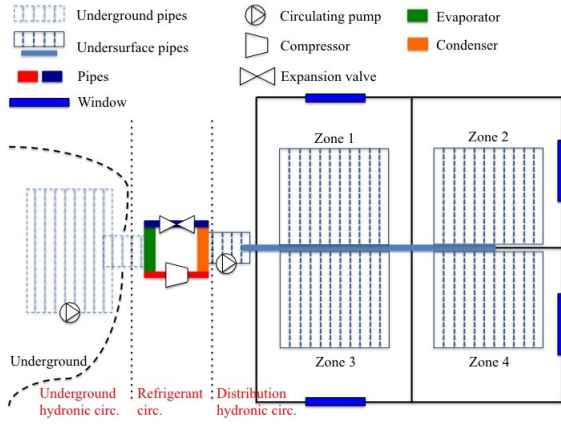 Underground pipes
Circulating pump
Evaporator
Undersurface pipes
Compressor
Condenser
Pipes
Expansion valve
Window
Zone 1
Zone 2
Underground
Zone 3
Zone 4
Underground
hydronic circ.
Refrigerant
circ.
Distribution
hydronic circ.